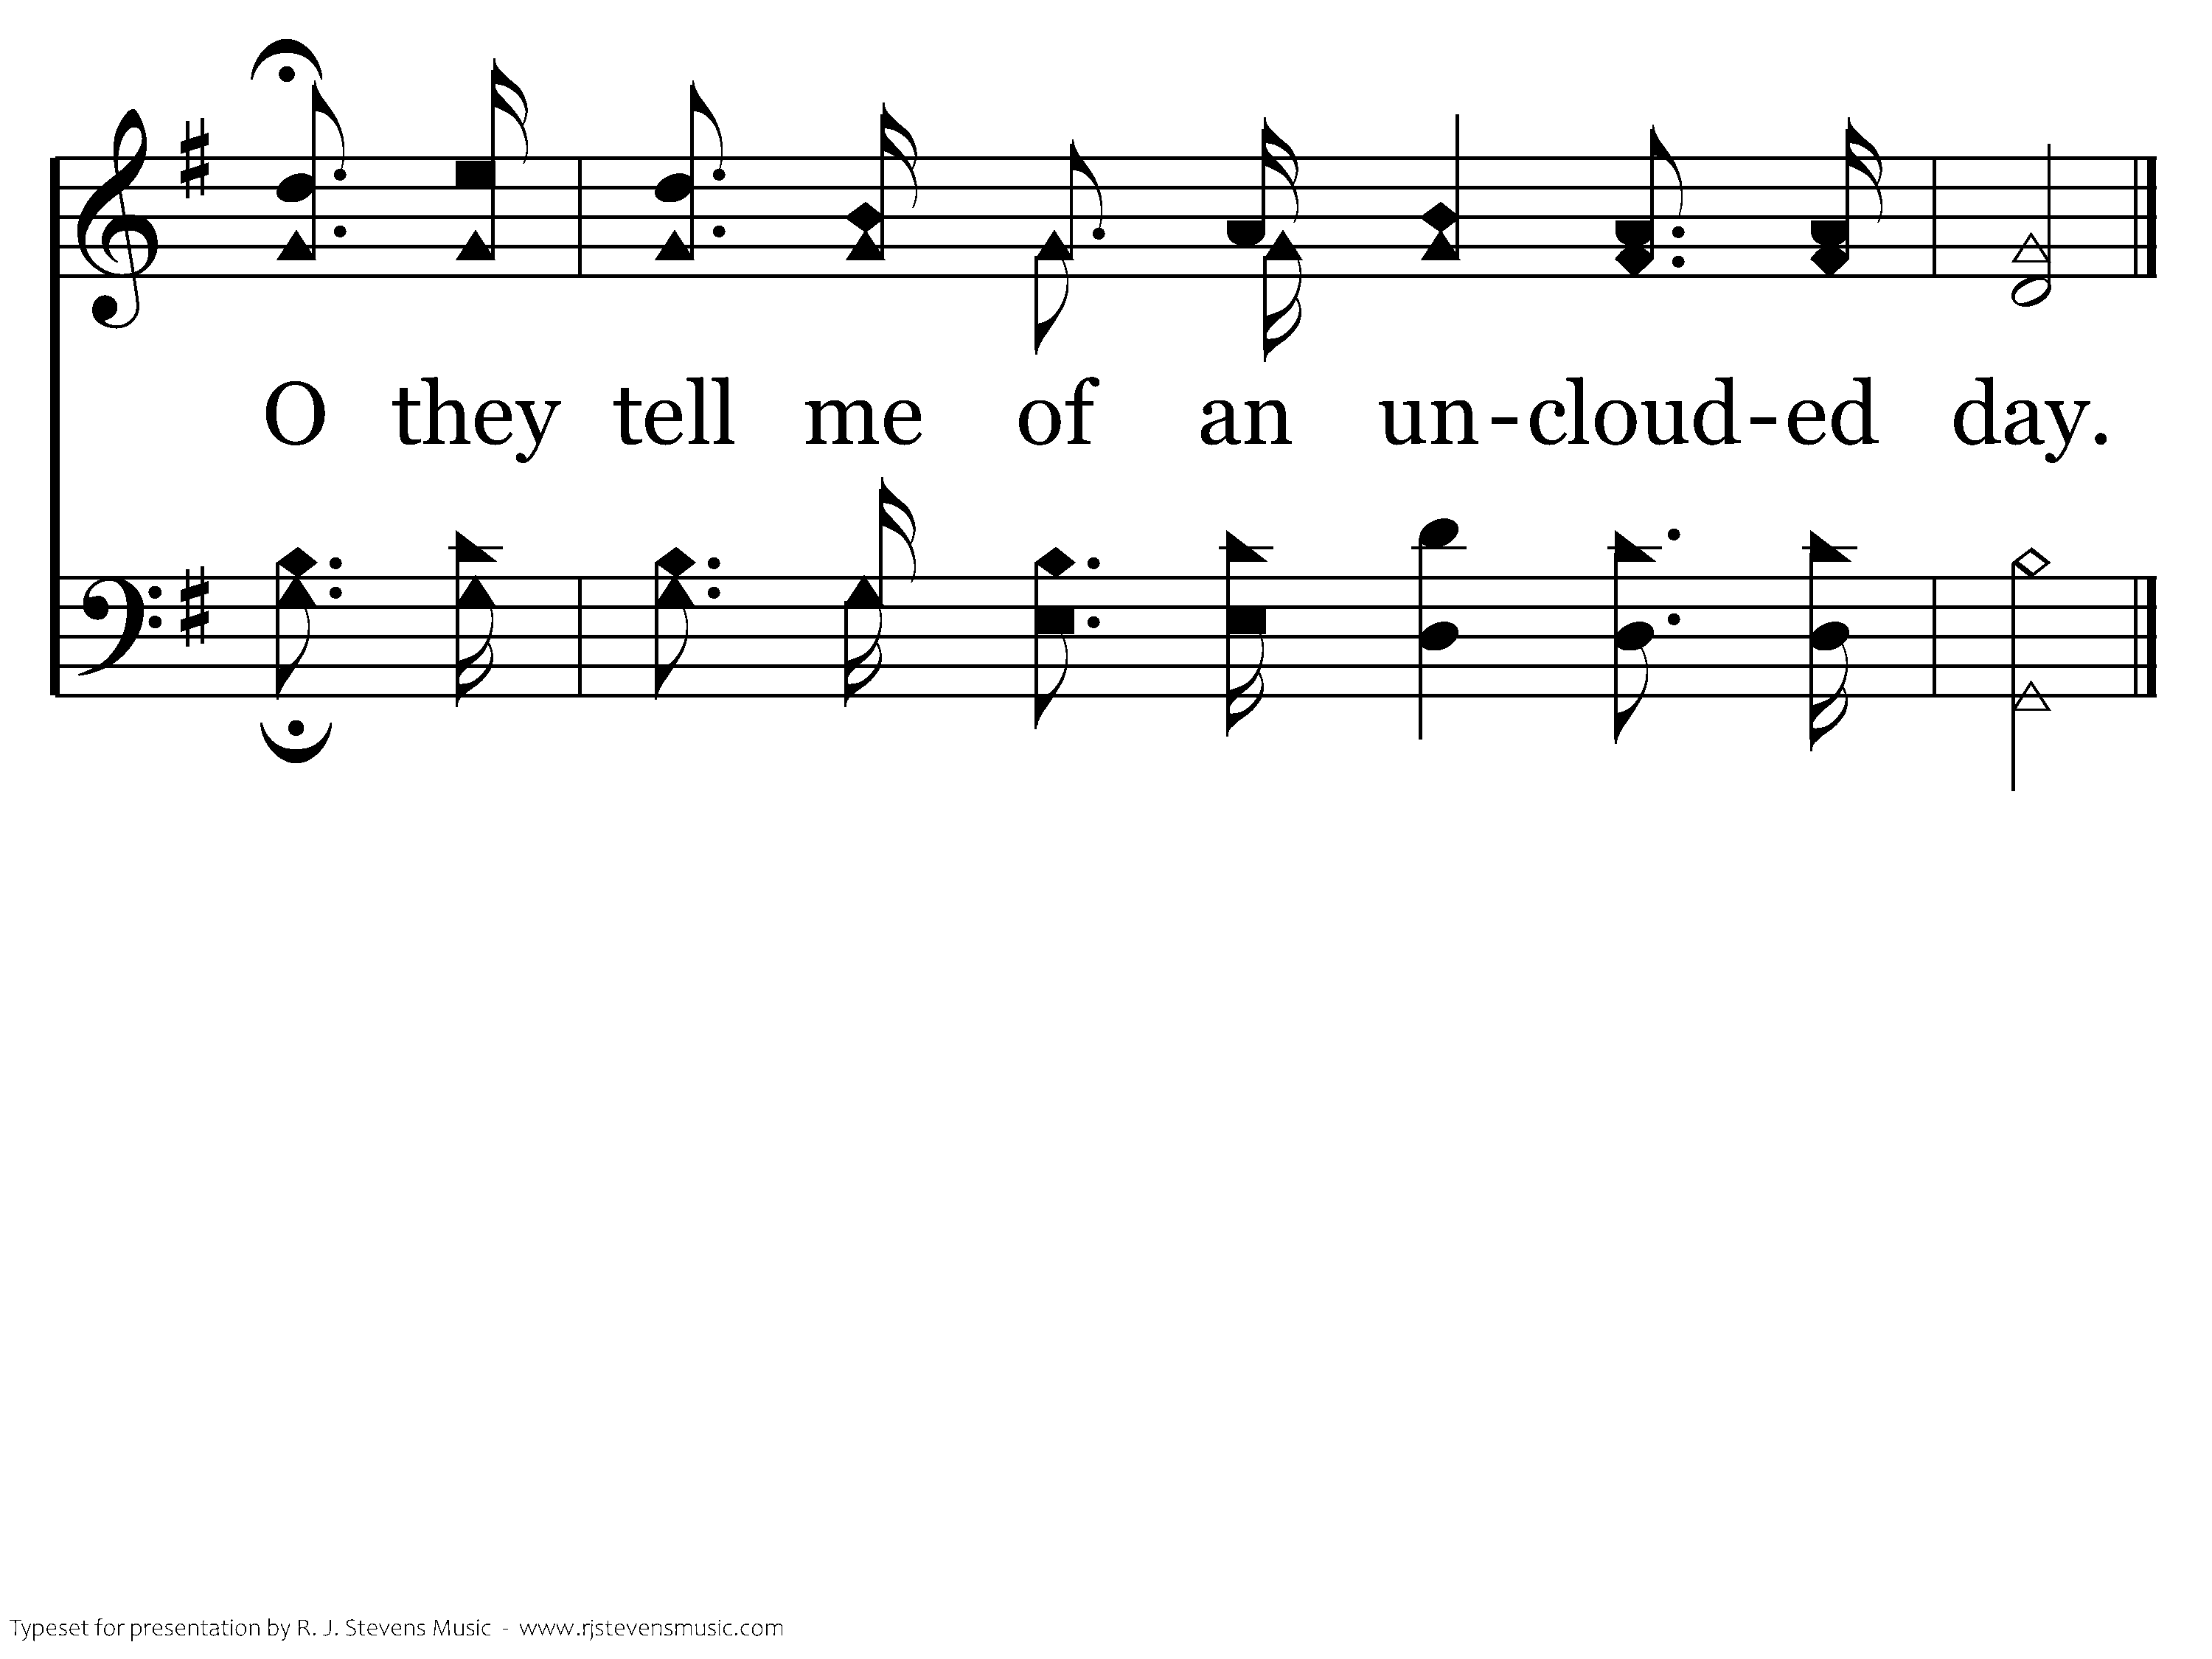 O they tell me of an un-cloud-ed day.
Typeset for presentation by R. J. Stevens Music - www.rjstevensmusic.com